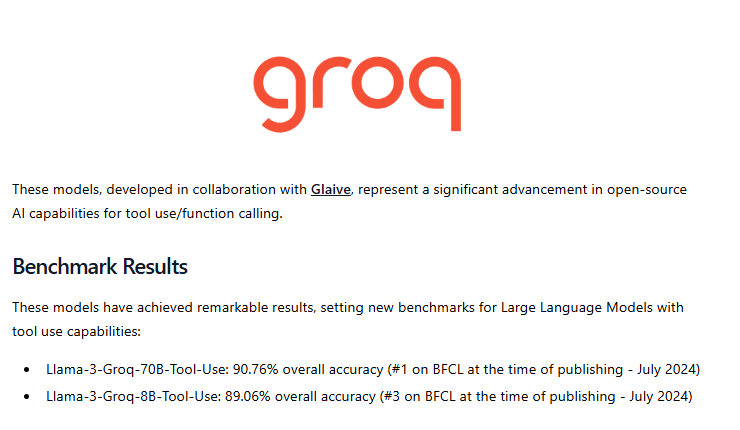 groq
These models, developed in collaboration with Glaive, represent a significant advancement in open-source
AI capabilities for tool use/function calling.
Benchmark Results
These models have achieved remarkable results, setting new benchmarks for Large Language Models with
tool use capabilities:
• Llama-3-Groq-70B-Tool-Use: 90.76% overall accuracy (#1 on BFCL at the time of publishing - July 2024)
• Llama-3-Groq-8B-Tool-Use: 89.06% overall accuracy (#3 on BFCL at the time of publishing - July 2024)